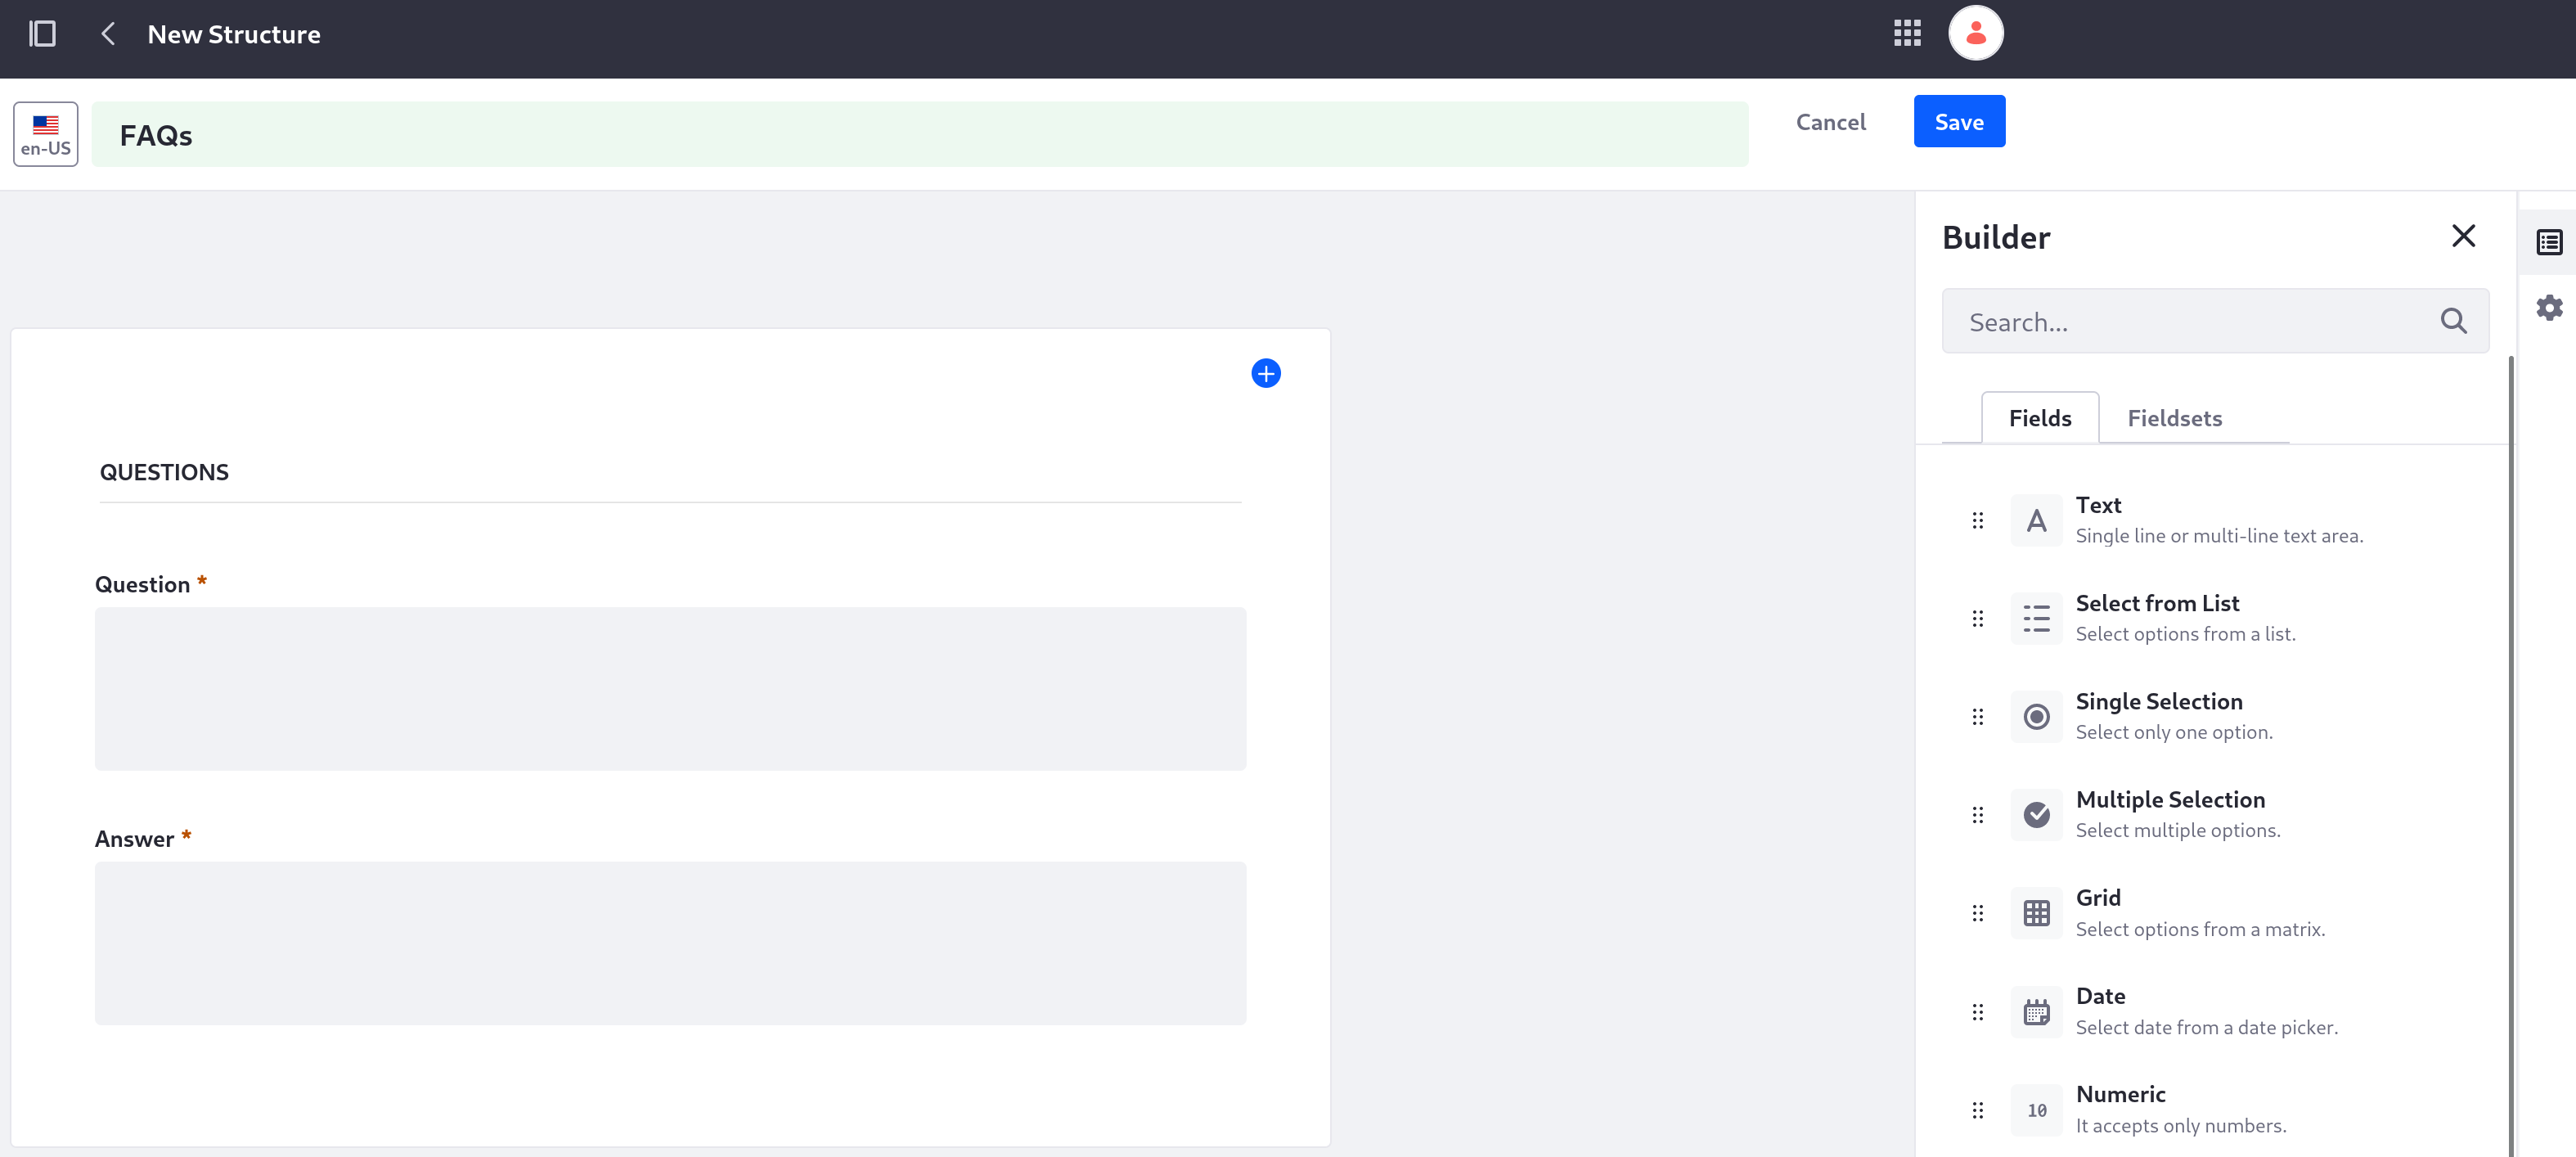 New Structure
en-US
FAQs
Cancel
Save
QUESTIONS
Question *
Answer *
Builder
Search...
Fields
Fieldsets
Text
Single line or multi-line text area.
Select from List
Select options from a list.
Single Selection
Select only one option.
Multiple Selection
Select multiple options.
Grid
Select options from a matrix.
Date
Select date from a date picker.
10
Numeric
It accepts only numbers.